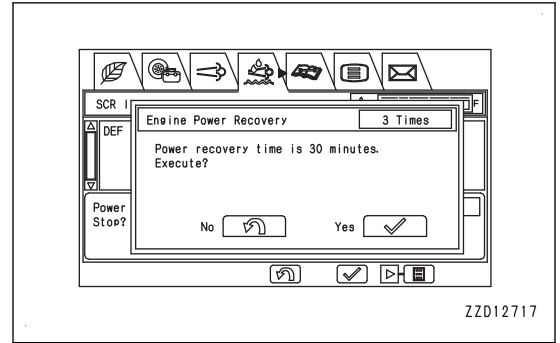 SCR I
F
Engine Power Recovery
3 Times
DEF
Power recovery time is 30 minutes.
Execute?
Power
Stop?
No
Yes
ZZD12717